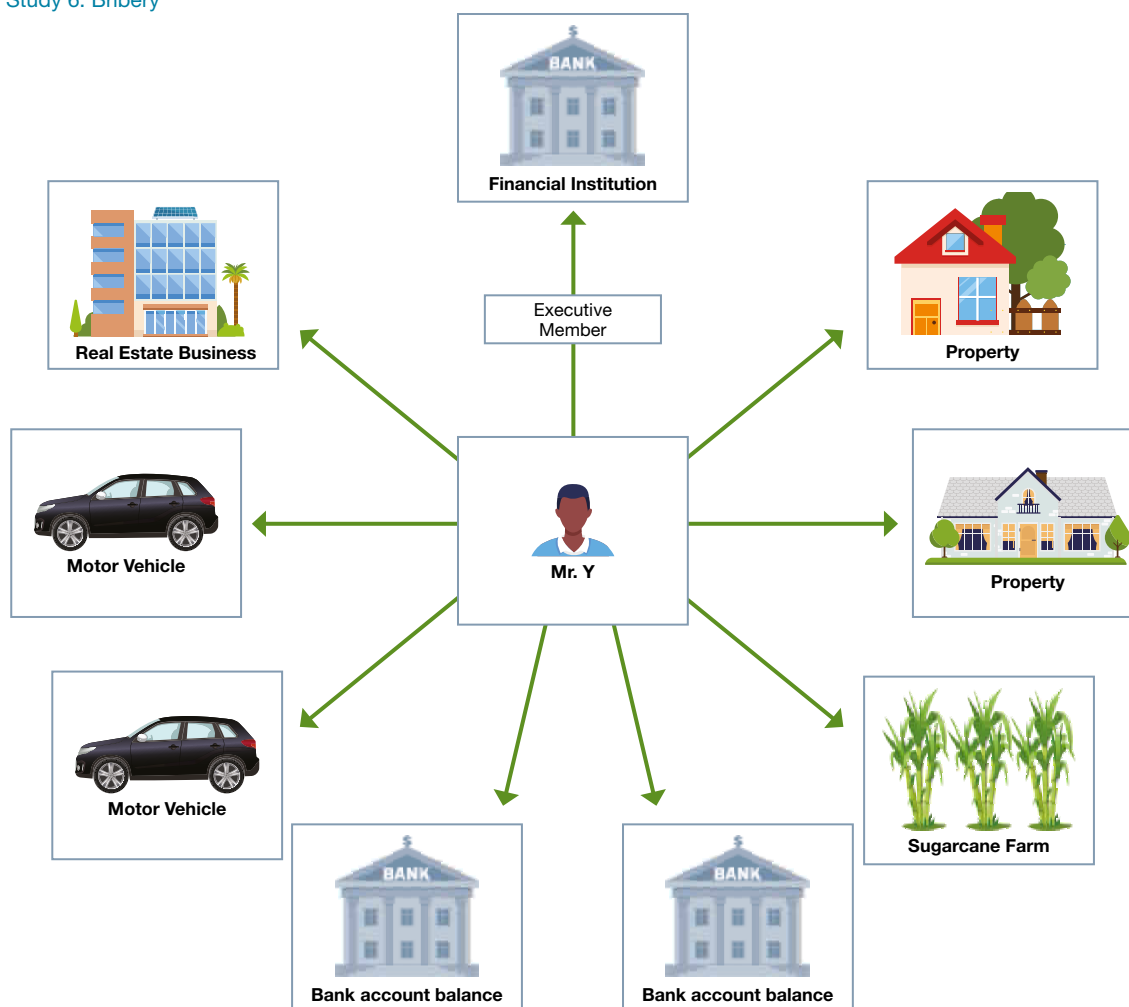 Study 6: Bribery
$
BANK
Financial Institution
Executive
Member
Real Estate Business
Property
Motor Vehicle
Mr. Y
Property
Motor Vehicle
Sugarcane Farm
$
BANK
Bank account balance
$
BANK
Bank account balance